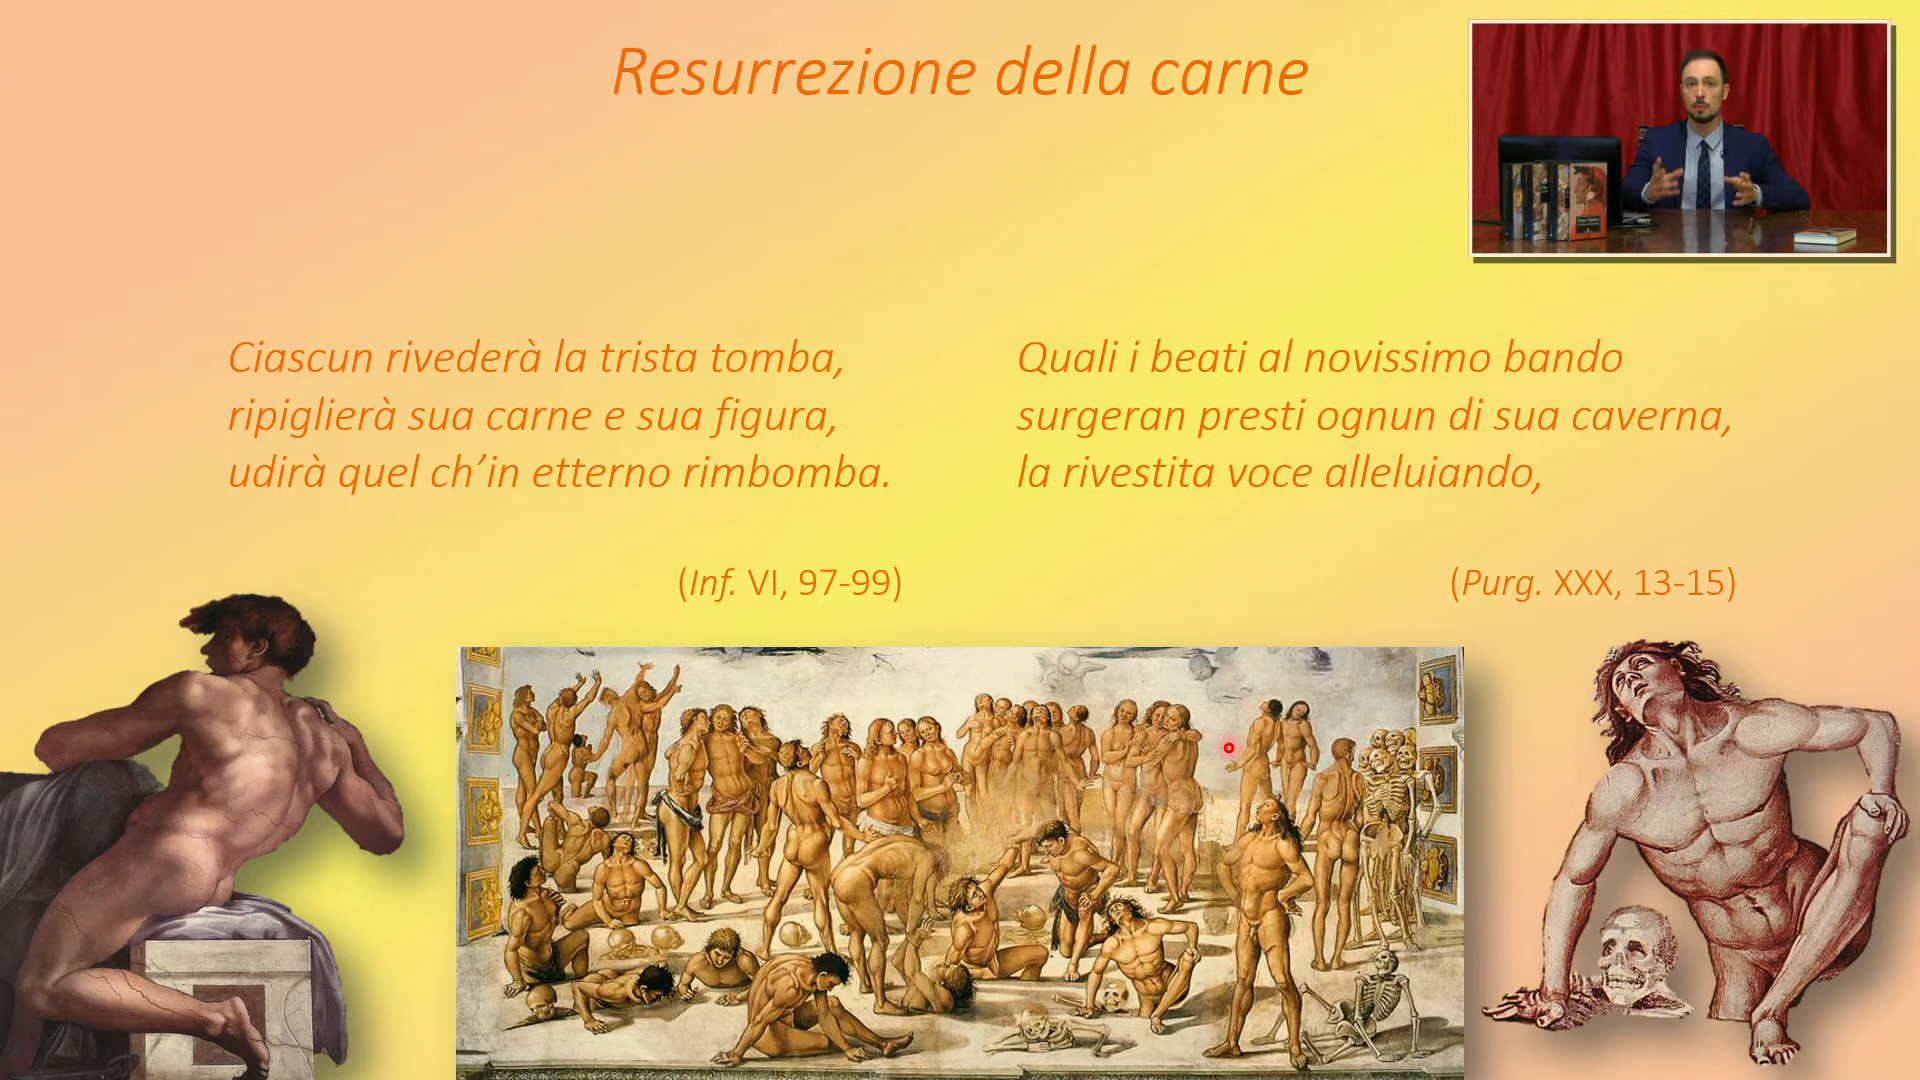 Resurrezione della carne
Ciascun rivederà la trista tomba,
ripiglierà sua carne e sua figura,
udirà quel ch’in etterno rimbomba.
(Inf. VI, 97-99)
Quali i beati al novissimo bando
surgeran presti ognun di sua caverna,
la rivestita voce alleluiando,
(Purg. XXX, 13-15)